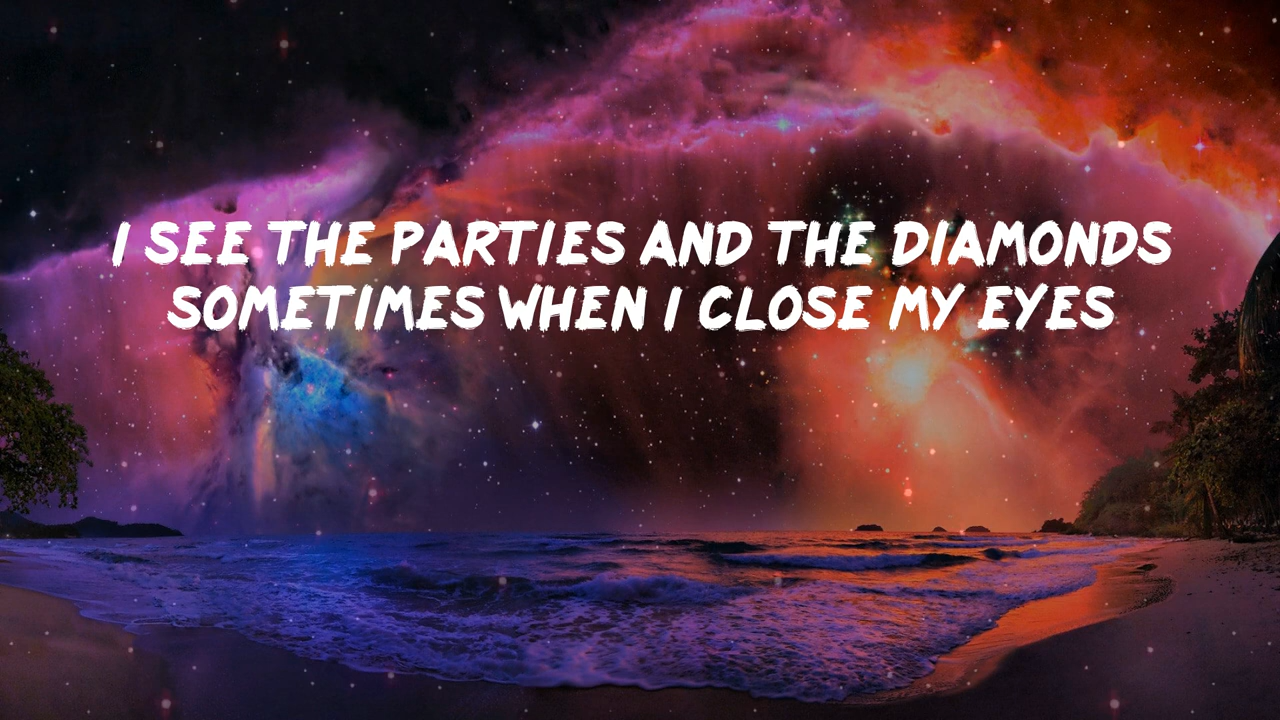 I SEE THE PARTIES AND THE DIAMONDS
SOMETIMES WHEN I CLOSE MY EYES